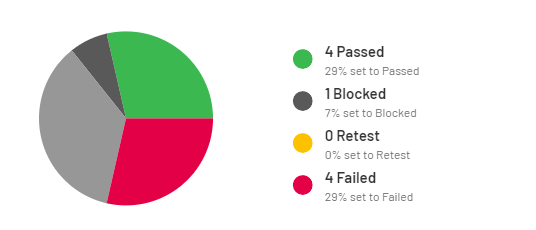 4 Passed
29% set to Passed
1 Blocked
7% set to Blocked
0 Retest
0% set to Retest
4 Failed
29% set to Failed